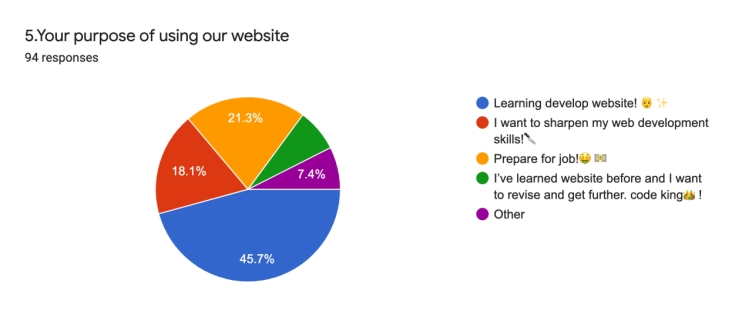 5.Your purpose of using our website
94 responses
21.3%
18.1%
7.4%
45.7%
Learning develop website! 👨‍🦲 ✨
I want to sharpen my web development
skills!🔪
Prepare for job!🤑 💵
I've learned website before and I want
to revise and get further. code king👑 !
Other